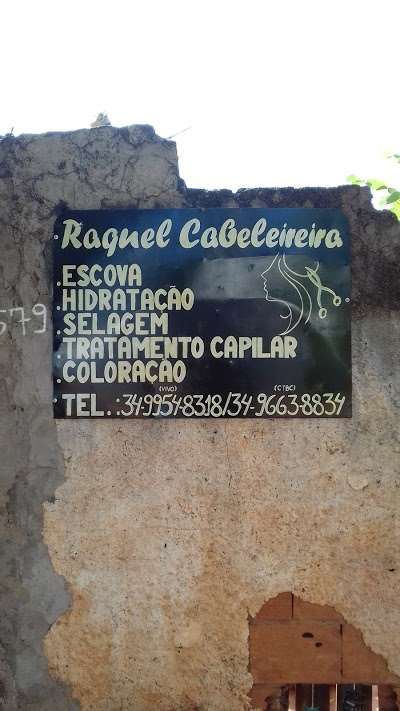 Raquel Cabeleireira
.ESCOVA
.HIDRATAÇÃO
.SELAGEM
.TRATAMENTO CAPILAR
.COLORAÇÃO
(VIVO) (CTBC)
TEL.:34-9954-8318/34-9663-8834
579